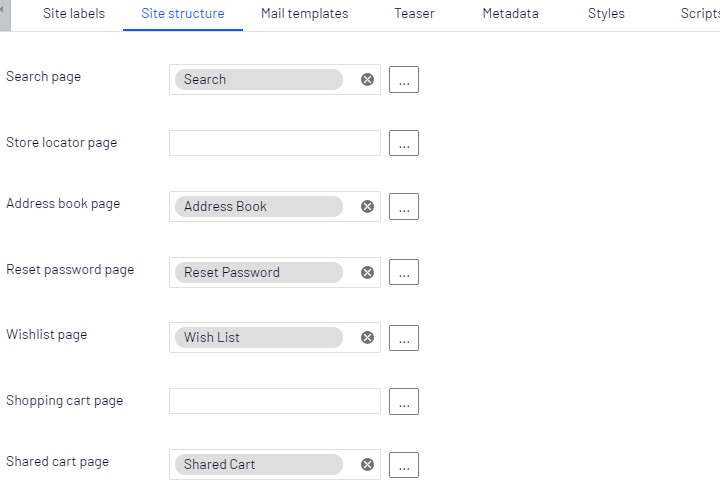 Site labels Site structure Mail templates Teaser Metadata Styles Scripts
Search page Search ...
Store locator page ...
Address book page Address Book ...
Reset password page Reset Password ...
Wishlist page Wish List ...
Shopping cart page ...
Shared cart page Shared Cart ...